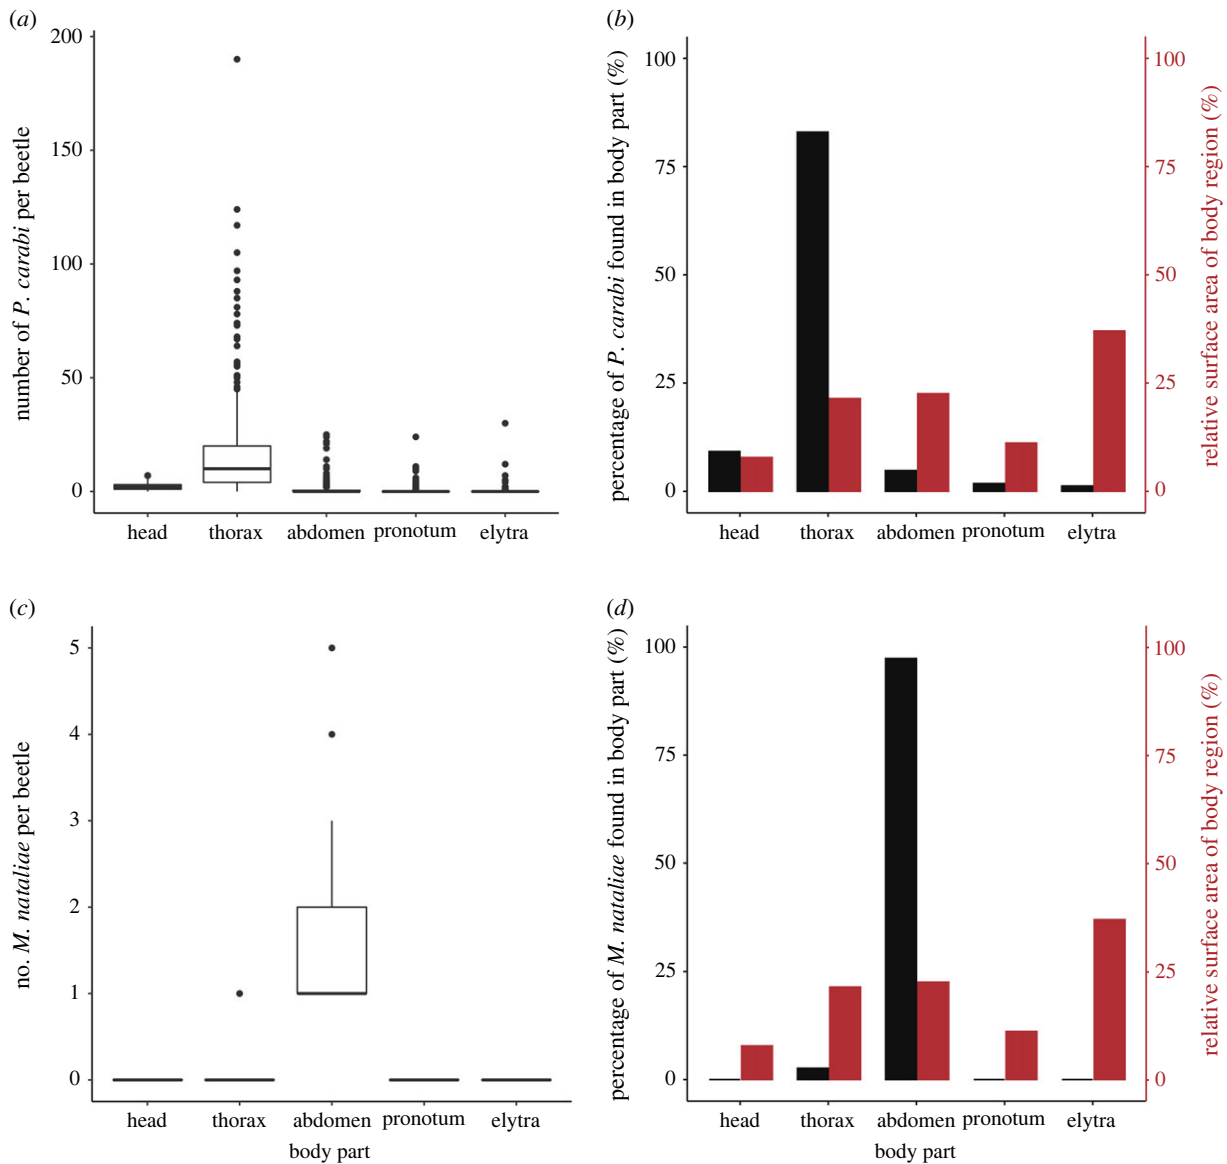 (a)
number of P. carabi per beetle
200
150
100
50
0
head thorax abdomen pronotum elytra
(b)
percentage of P. carabi found in body part (%)
100
75
50
25
0
relative surface area of body region (%)
100
75
50
25
0
head thorax abdomen pronotum elytra
(c)
no. M. nataliae per beetle
5
4
3
2
1
0
head thorax abdomen pronotum elytra
body part
(d)
percentage of M. nataliae found in body part (%)
100
75
50
25
0
relative surface area of body region (%)
100
75
50
25
0
head thorax abdomen pronotum elytra
body part